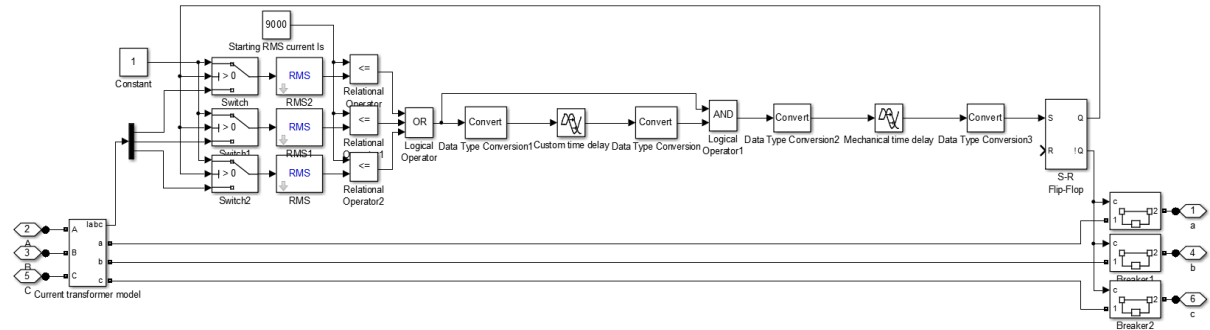 9000
Starting RMS current Is
1
Constant
> 0
Switch
RMS
RMS2
<=
Relational
Operator
> 0
Switch1
RMS
RMS1
<=
Relational
Operator1
> 0
Switch2
RMS
RMS
<=
Relational
Operator2
OR
Logical
Operator
Convert
Data Type Conversion1
Custom time delay
Convert
Data Type Conversion
AND
Logical
Operator1
Convert
Data Type Conversion2
Mechanical time delay
Convert
Data Type Conversion3
S
Q
R
!Q
S-R
Flip-Flop
2
A
3
B
5
C
A
B
C
Iabc
a
b
c
Current transformer model
c
1
2
1
a
c
1
2
Breaker1
4
b
c
1
2
Breaker2
6
c